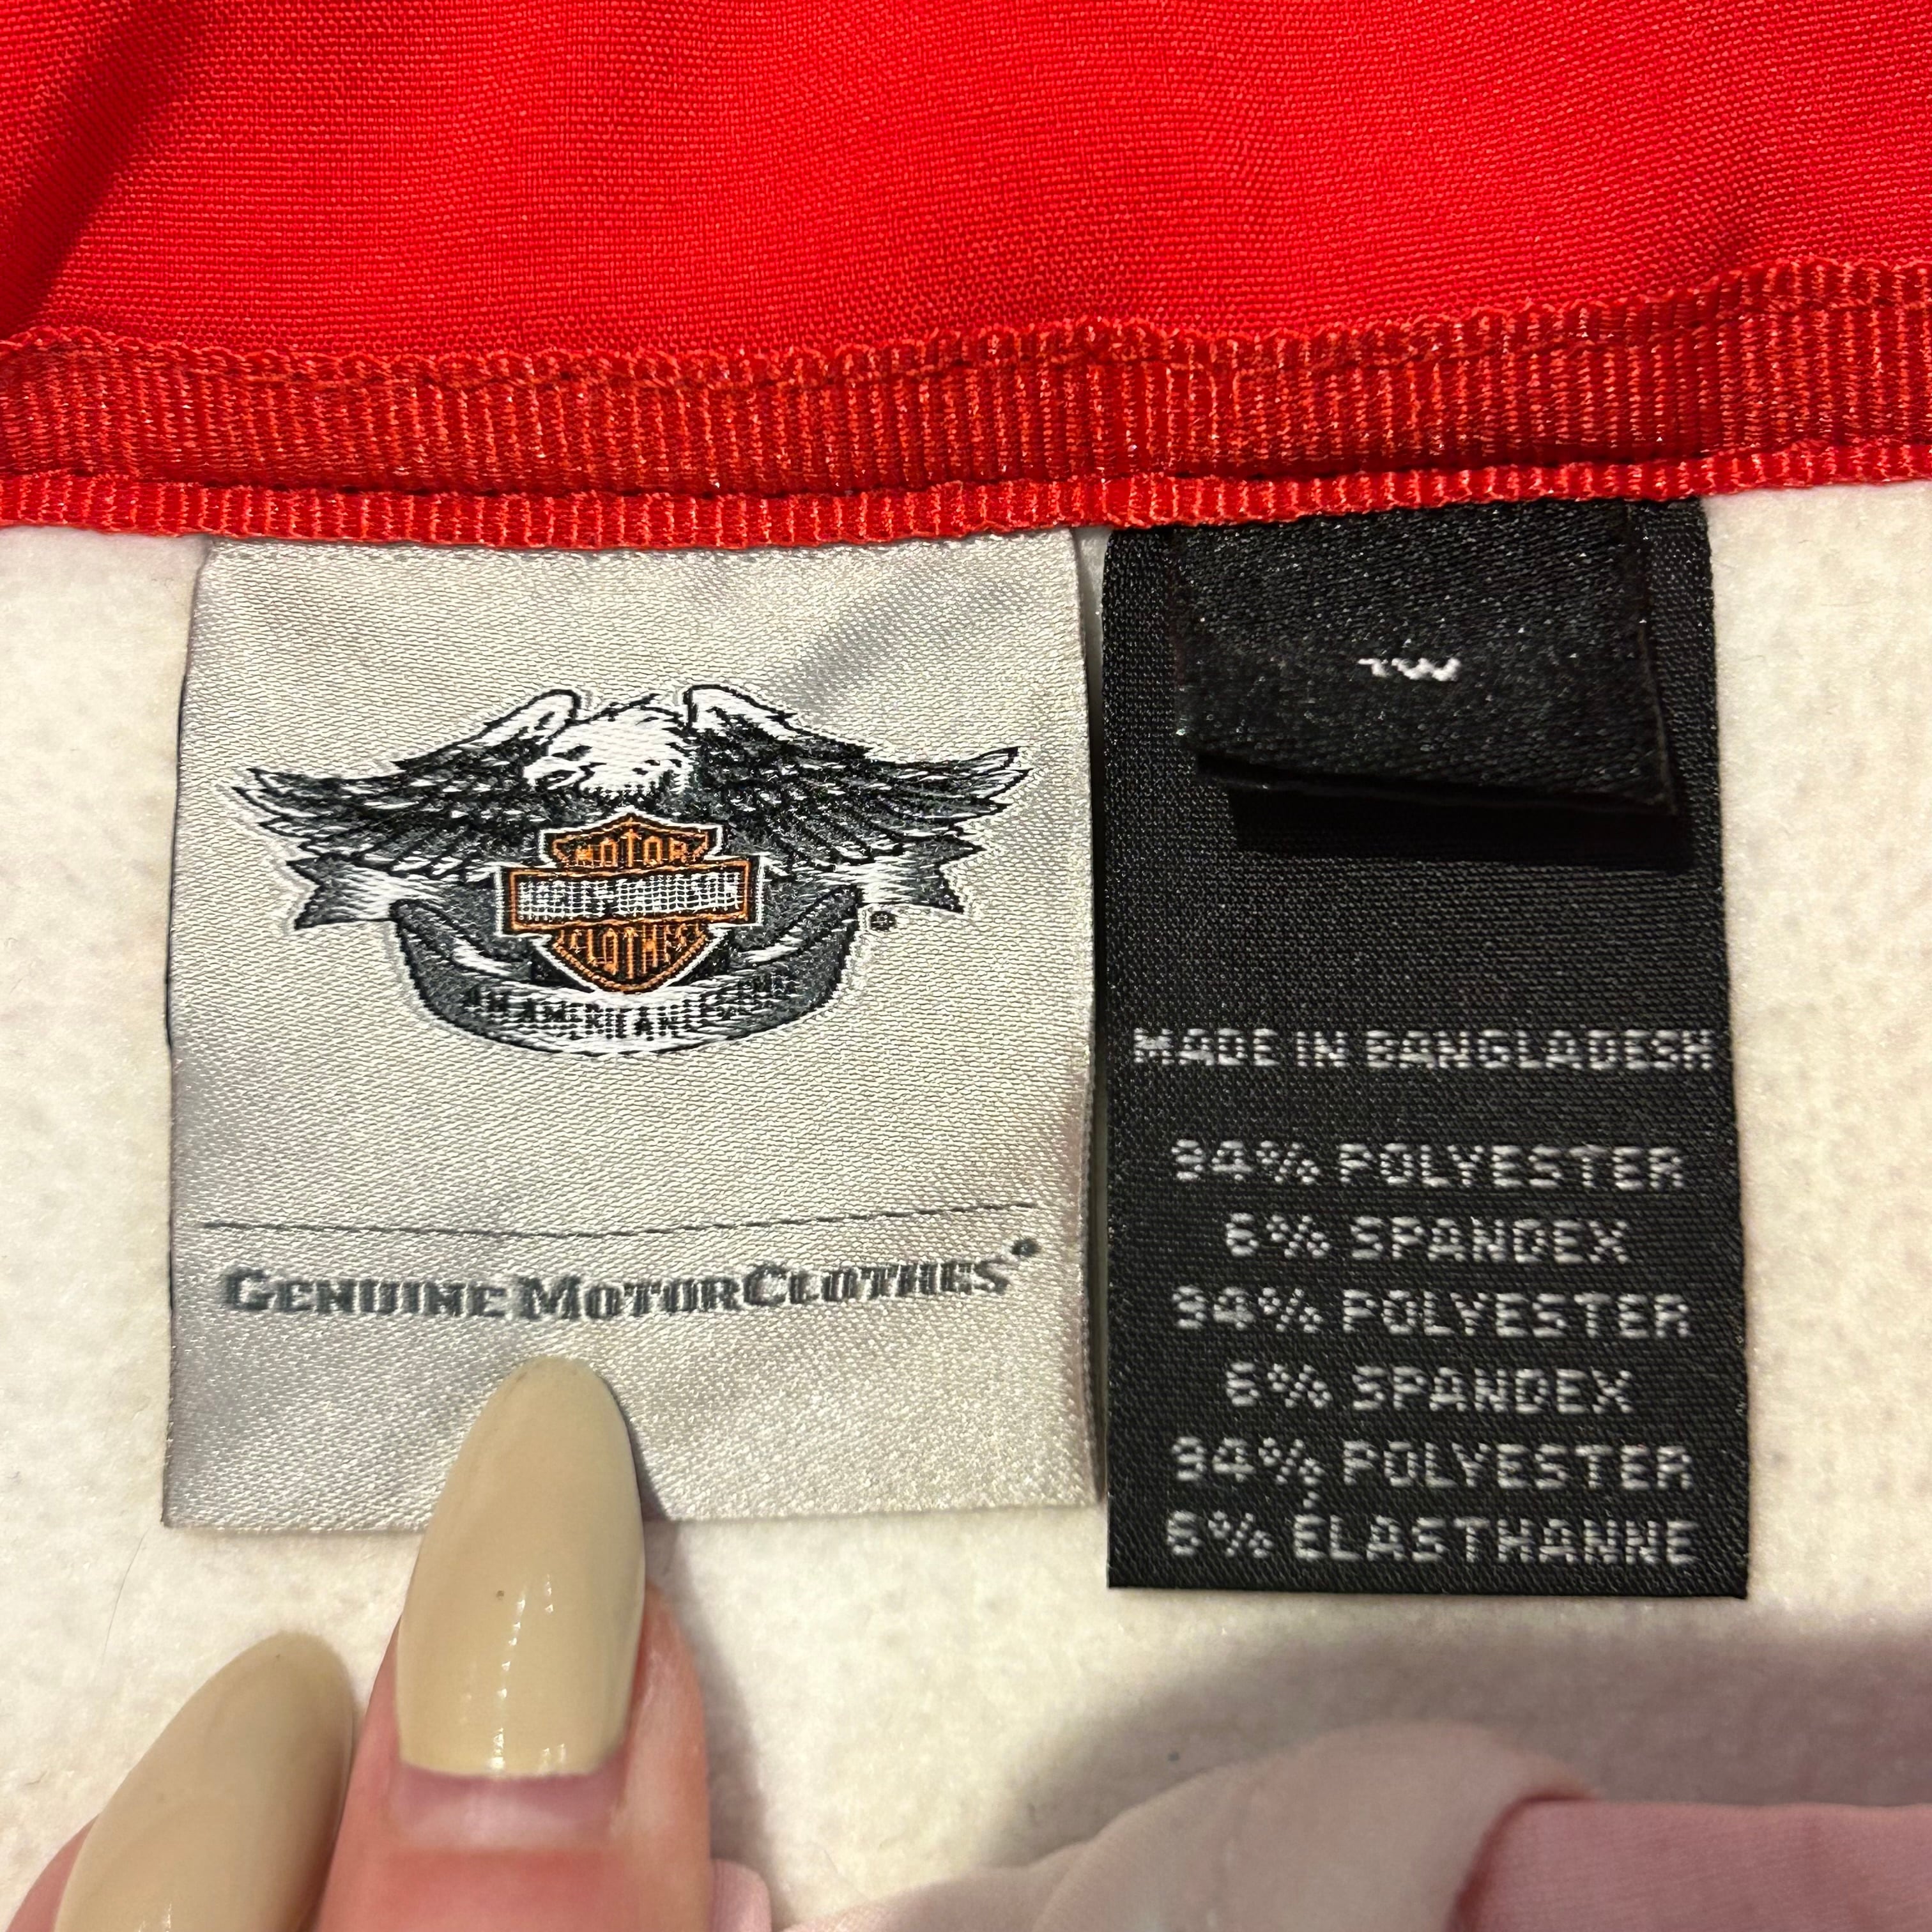 MOTOR
HARLEY-DAVIDSON
CLOTHES
®
AN AMERICAN LEGEND
GENUINE MOTORCLOTHES®
MADE IN BANGLADESH
94% POLYESTER
6% SPANDEX
94% POLYESTER
6% SPANDEX
94% POLYESTER
6% ÉLASTHANNE